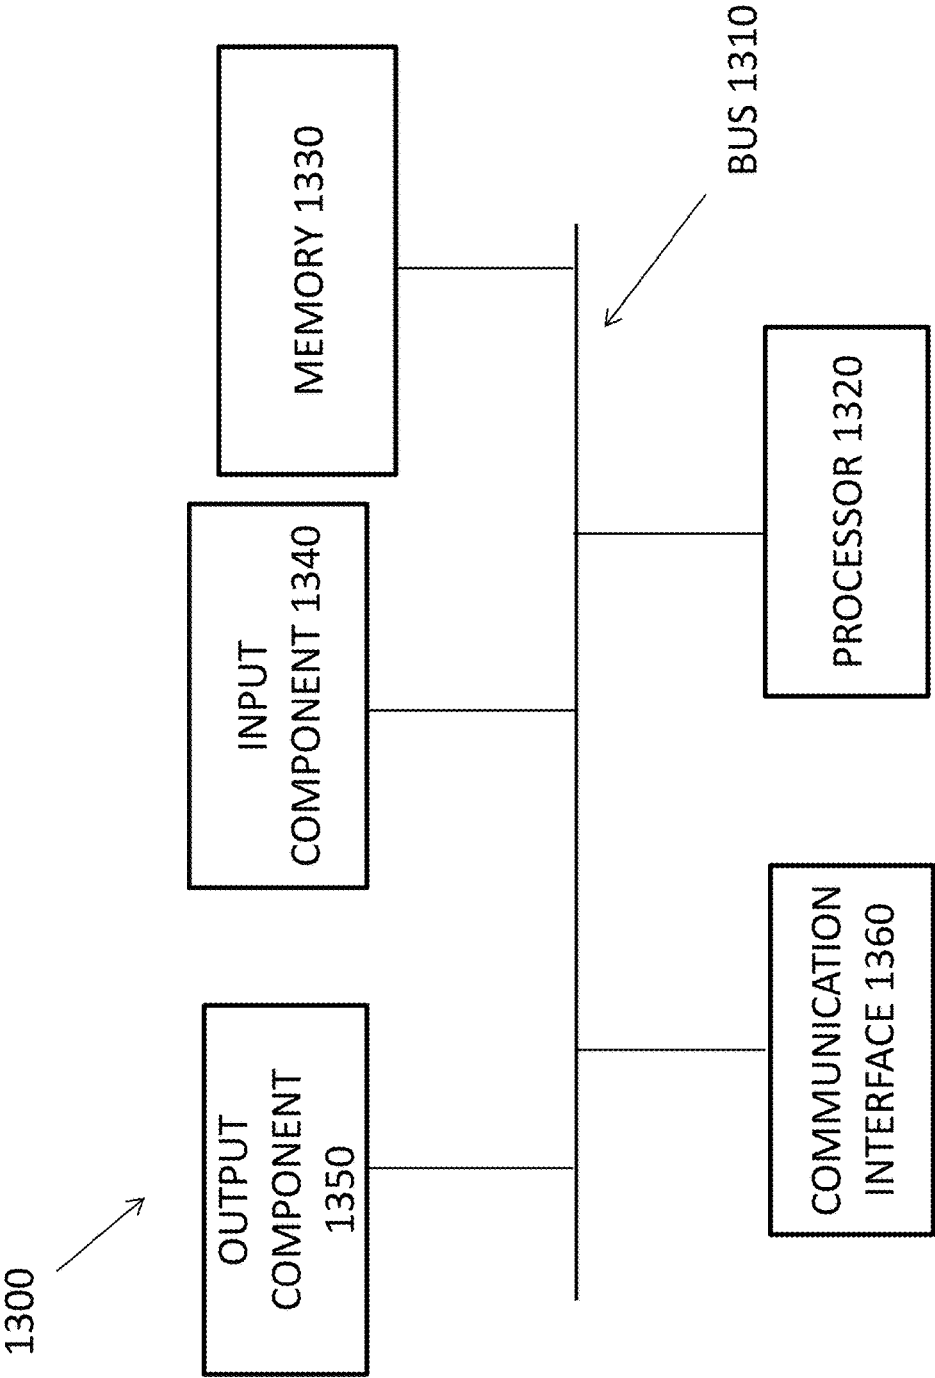 1300
OUTPUT
COMPONENT
1350
INPUT
COMPONENT 1340
MEMORY 1330
BUS 1310
COMMUNICATION
INTERFACE 1360
PROCESSOR 1320